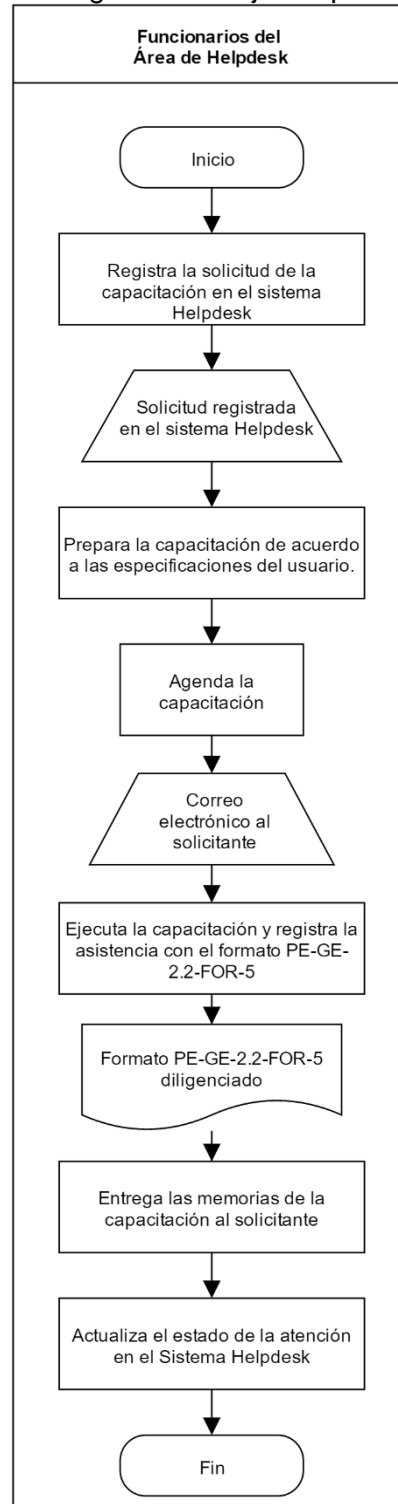 Funcionarios del
Área de Helpdesk
Inicio
Registra la solicitud de la
capacitación en el sistema
Helpdesk
Solicitud registrada
en el sistema Helpdesk
Prepara la capacitación de acuerdo
a las especificaciones del usuario.
Agenda la
capacitación
Correo
electrónico al
solicitante
Ejecuta la capacitación y registra la
asistencia con el formato PE-GE-
2.2-FOR-5
Formato PE-GE-2.2-FOR-5
diligenciado
Entrega las memorias de la
capacitación al solicitante
Actualiza el estado de la atención
en el Sistema Helpdesk
Fin